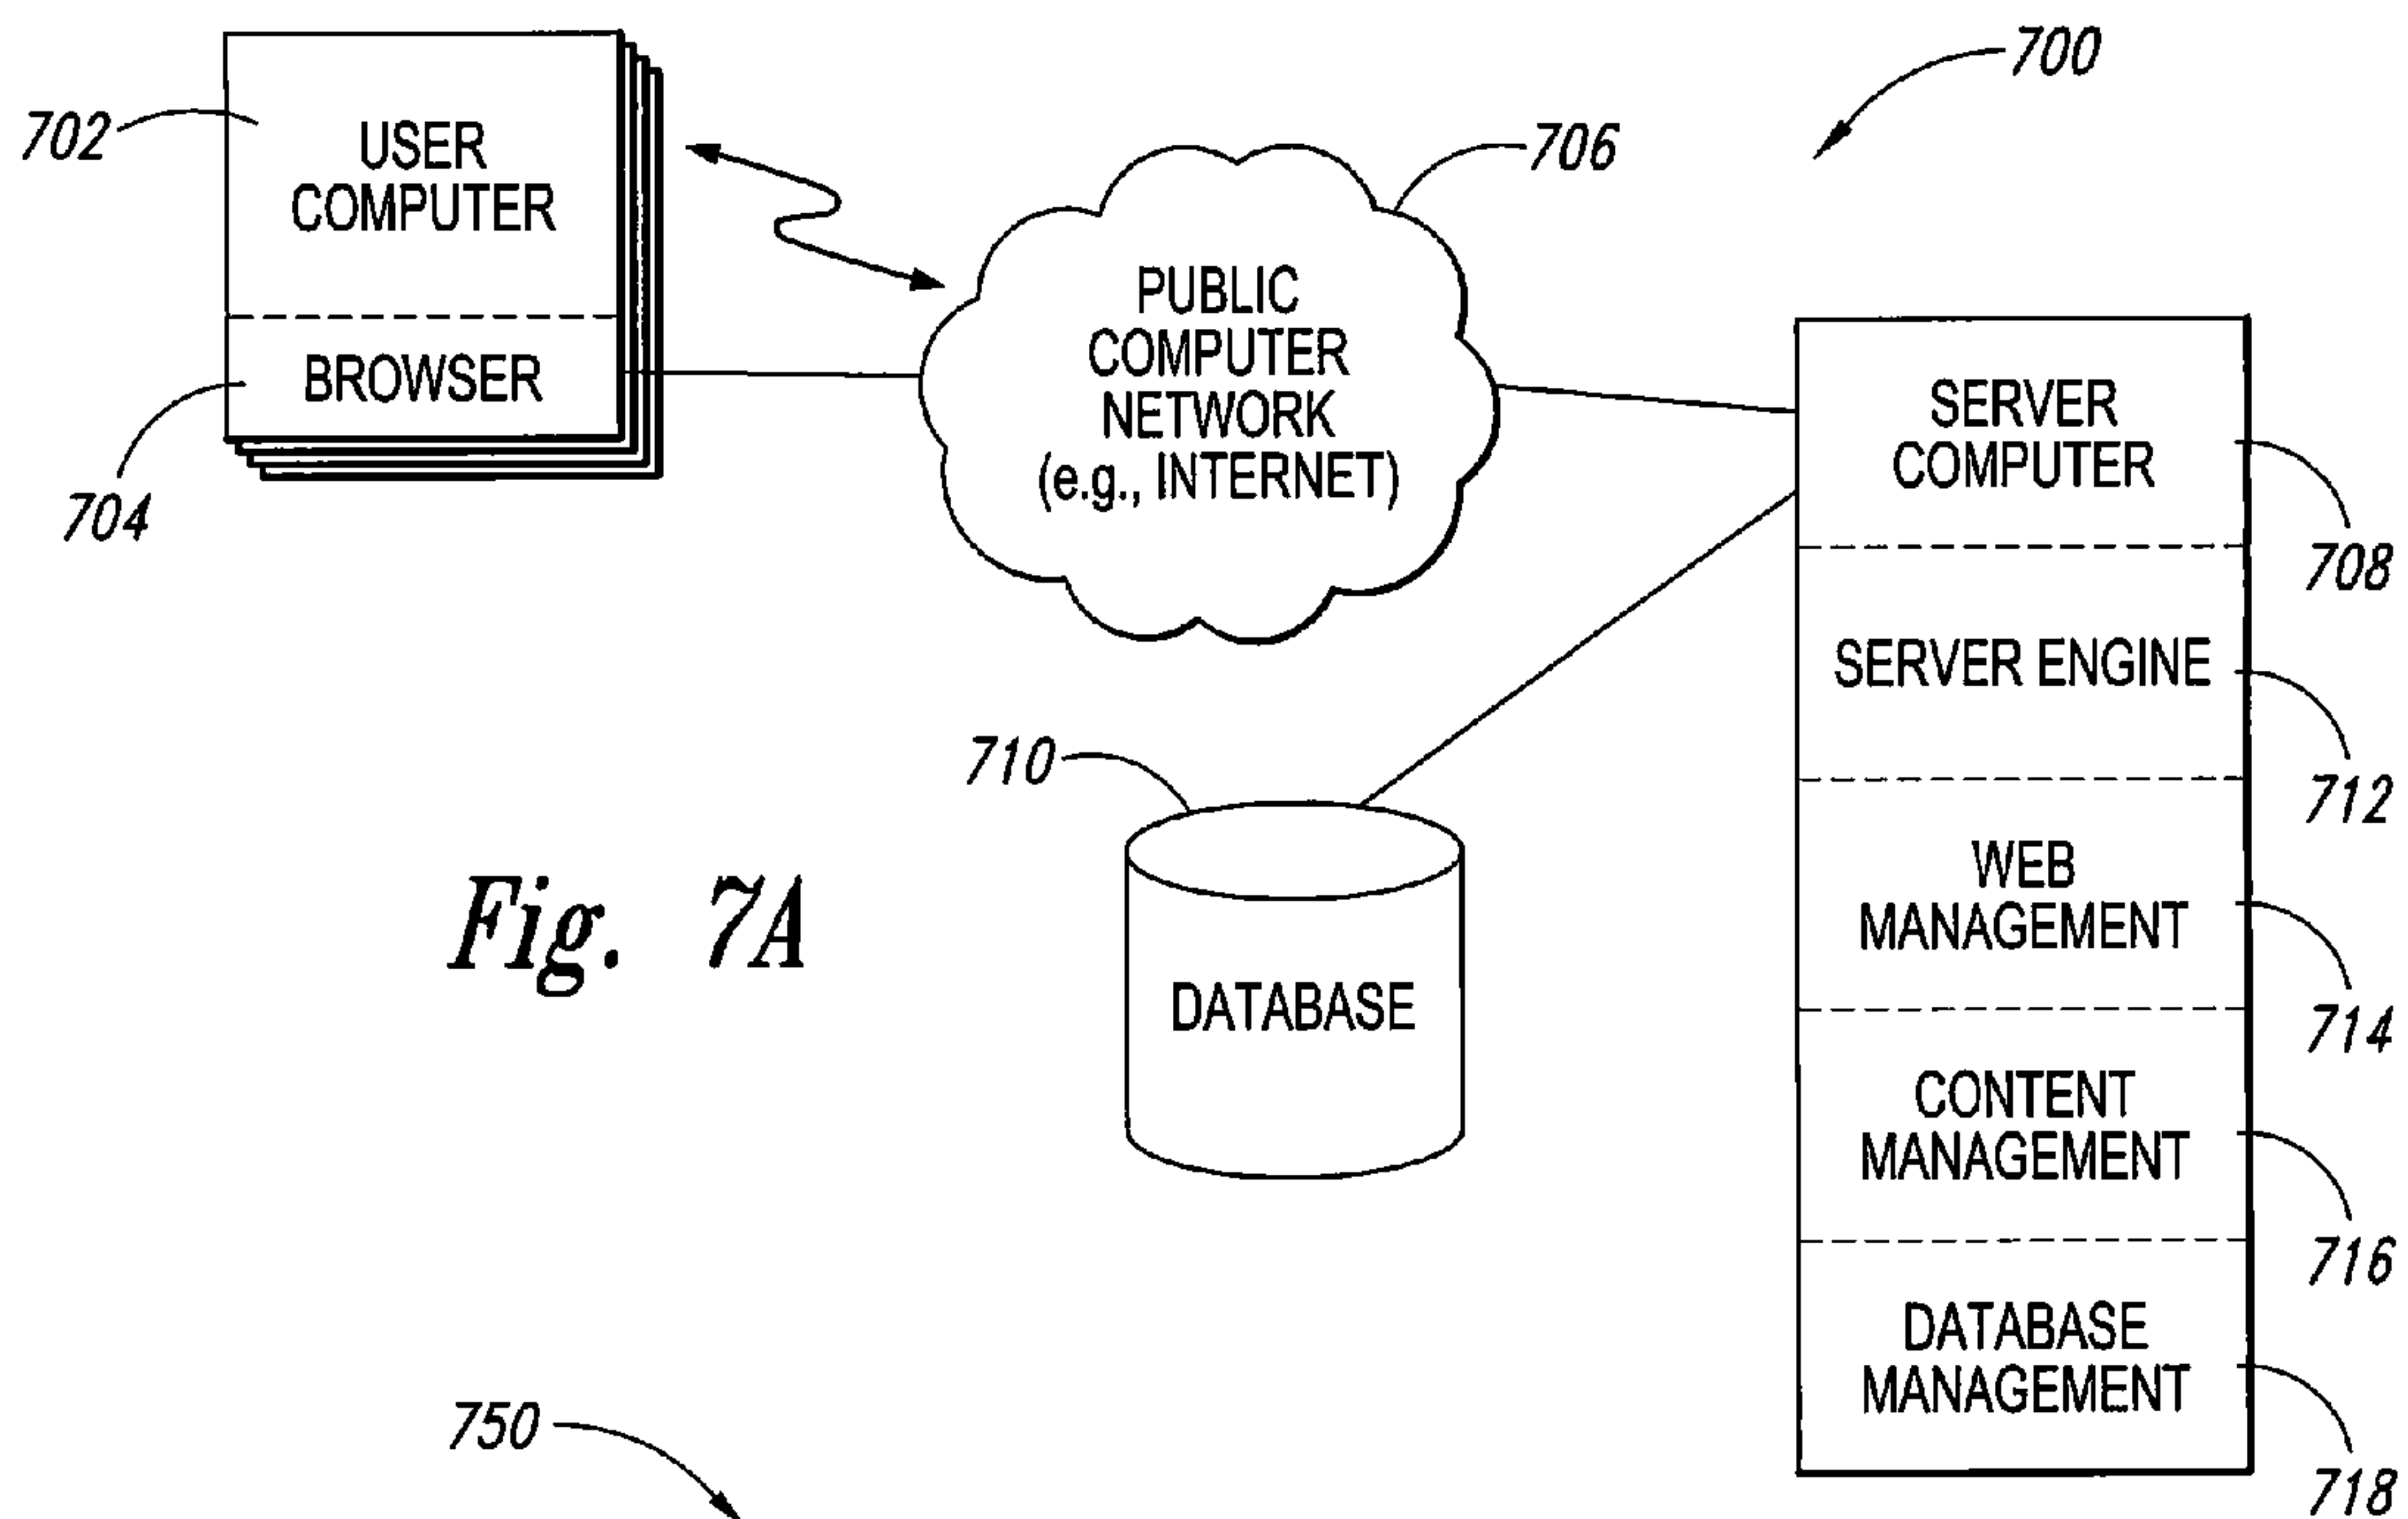 700
702
USER
COMPUTER
706
PUBLIC
COMPUTER
NETWORK
(e.g., INTERNET)
BROWSER
704
SERVER
COMPUTER
708
SERVER ENGINE
712
710
DATABASE
WEB
MANAGEMENT
714
CONTENT
MANAGEMENT
716
DATABASE
MANAGEMENT
718
Fig. 7A
750